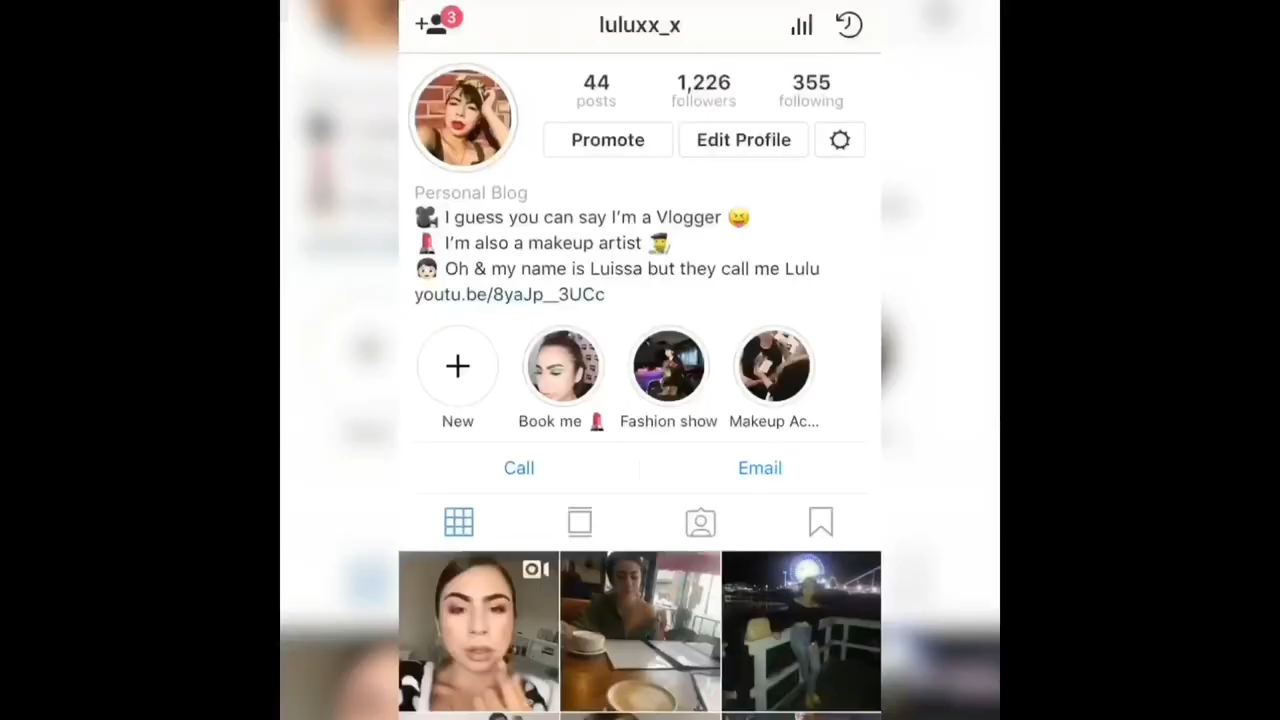 3
luluxx_x
44 1,226 355
posts followers following
Promote Edit Profile
Personal Blog
🎥 I guess you can say I'm a Vlogger 😝
💄 I'm also a makeup artist 👨‍🎨
👩🏻 Oh & my name is Luissa but they call me Lulu
youtu.be/8yaJp__3UCc
New Book me 💄 Fashion show Makeup Ac...
Call Email